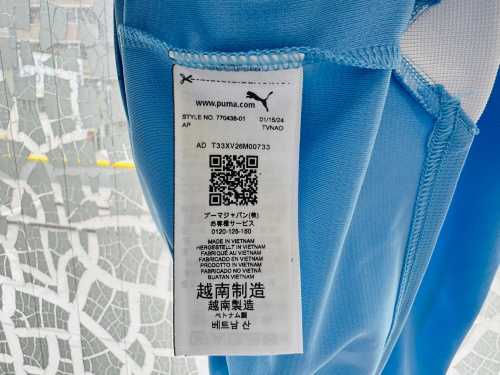 www.puma.com
STYLE NO. 770438-01 01/15/24
AP TVNAO
AD T33XV26M00733
プーマジャパン(株)
お客様サービス
0120-125-150
MADE IN VIETNAM
HERGESTELLT IN VIETNAM
FABRIQUÉ AU VIETNAM
FABRICADO EN VIETNAM
PRODOTTO IN VIETNAM
FABRICADO NO VIETNÃ
BUATAN VIETNAM
越南制造
越南製造
ベトナム製
베트남 산